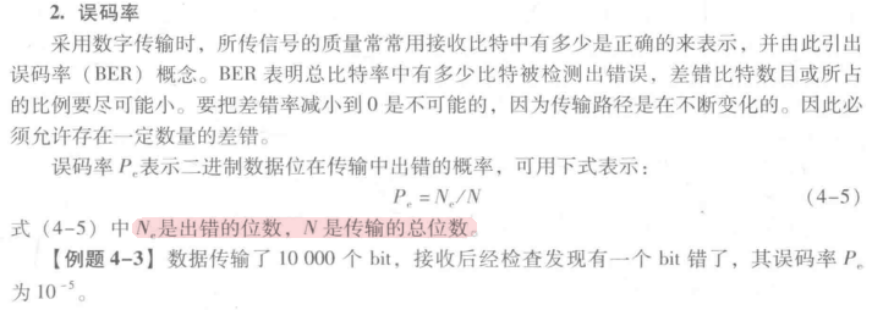 2. 误码率
采用数字传输时，所传信号的质量常常用接收比特中有多少是正确的来表示，并由此引出
误码率（BER）概念。BER 表明总比特率中有多少比特被检测出错误，差错比特数目或所占
的比例要尽可能小。要把差错率减小到 0 是不可能的，因为传输路径是在不断变化的。因此必
须允许存在一定数量的差错。
误码率 Pₑ表示二进制数据位在传输中出错的概率，可用下式表示：
Pₑ = Nₑ/N （4-5）
式（4-5）中 Nₑ是出错的位数，N 是传输的总位数。
【例题 4-3】数据传输了 10 000 个 bit，接收后经检查发现有一个 bit 错了，其误码率 Pₑ
为 10⁻⁵。